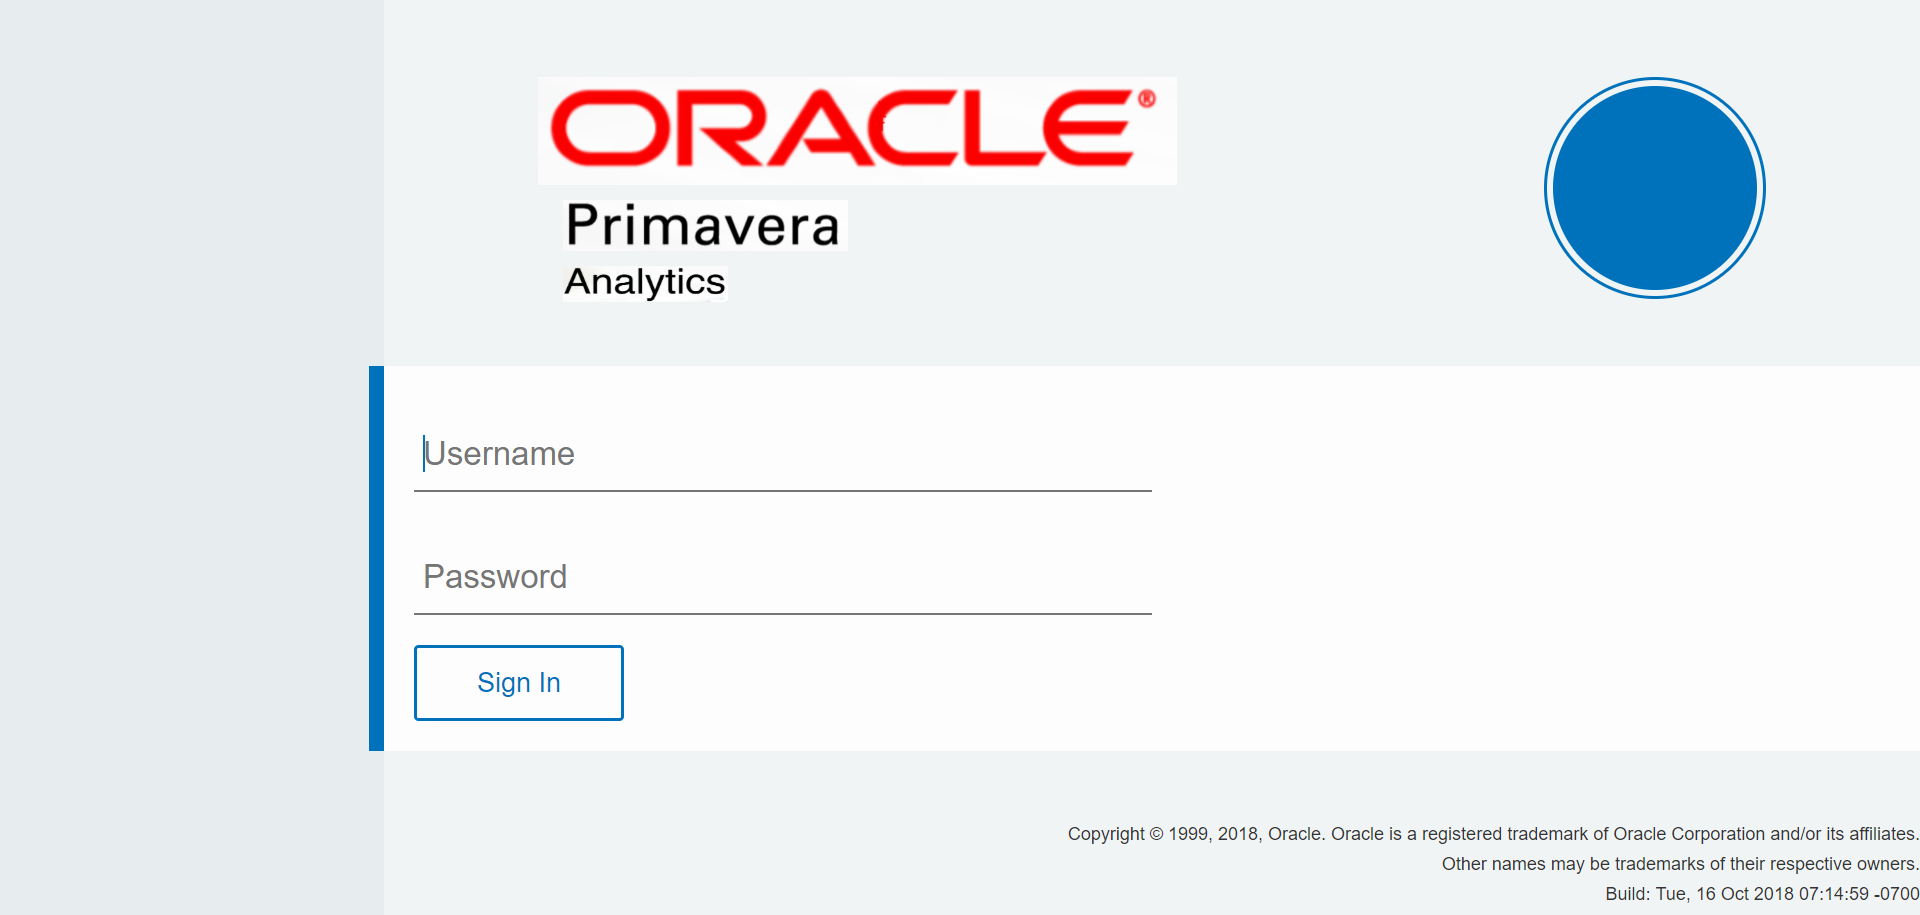 ORACLE®
Primavera
Analytics
Username
Password
Sign In
Copyright © 1999, 2018, Oracle. Oracle is a registered trademark of Oracle Corporation and/or its affiliates.
Other names may be trademarks of their respective owners.
Build: Tue, 16 Oct 2018 07:14:59 -0700